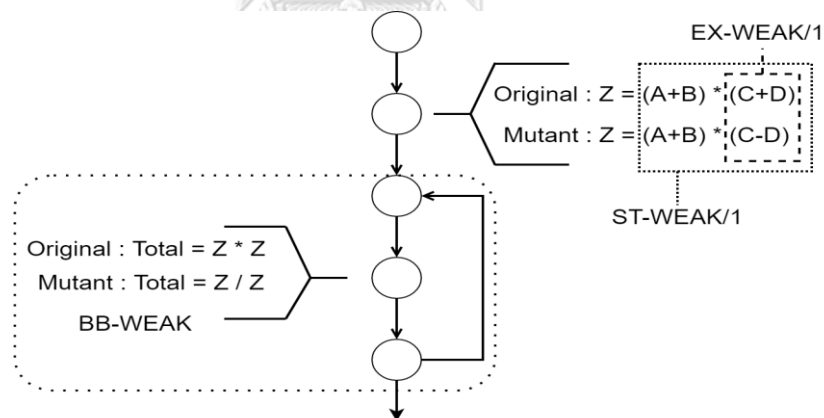 EX-WEAK/1
Original : Z = (A+B) * (C+D)
Mutant : Z = (A+B) * (C-D)
ST-WEAK/1
Original : Total = Z * Z
Mutant : Total = Z / Z
BB-WEAK